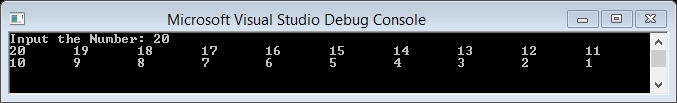 Microsoft Visual Studio Debug Console
Input the Number: 20
20 19 18 17 16 15 14 13 12 11
10 9 8 7 6 5 4 3 2 1